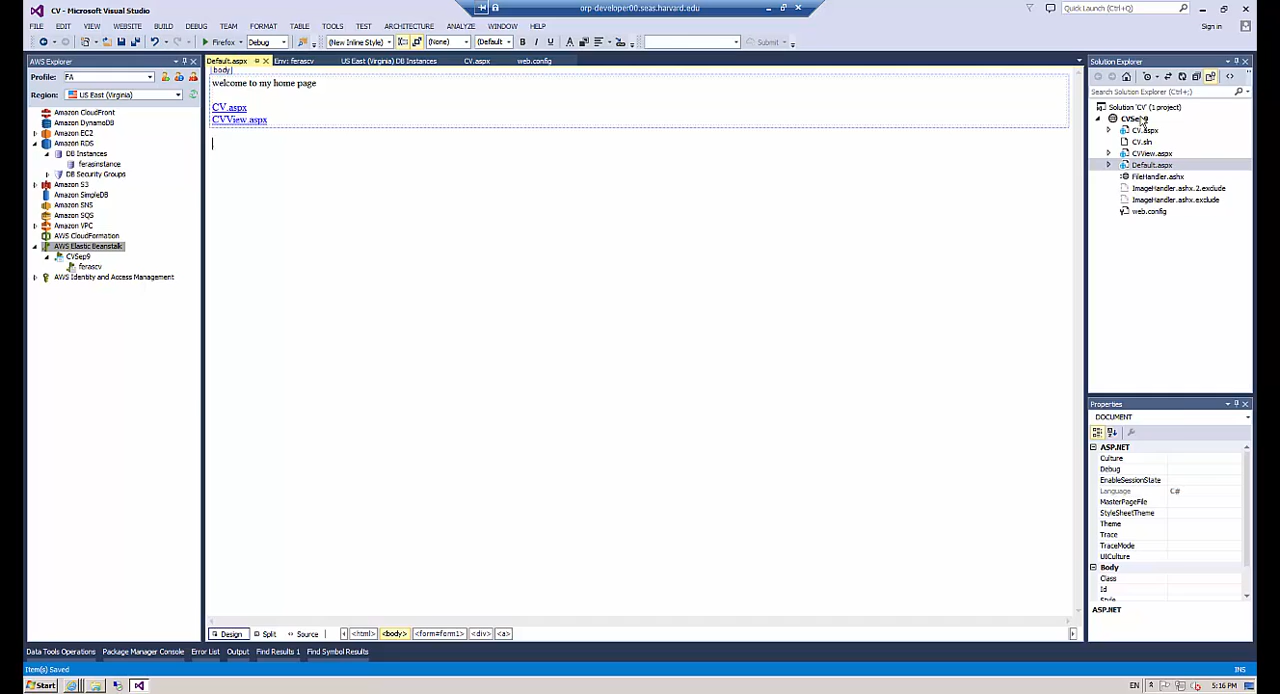 CV - Microsoft Visual Studio
orp-developer00.seas.harvard.edu
Quick Launch (Ctrl+Q)
FILE EDIT VIEW WEBSITE BUILD DEBUG TEAM FORMAT TABLE TOOLS TEST ARCHITECTURE ANALYZE WINDOW HELP
Sign in
Firefox Debug (New Inline Style) (None) (Default B I U A Submit
AWS Explorer
Default.aspx Env: ferascv US East (Virginia) DB Instances CV.aspx web.config
Solution Explorer
<body>
Profile: FA
Region: US East (Virginia)
Amazon CloudFront
Amazon DynamoDB
Amazon EC2
Amazon RDS
DB Instances
ferasinstance
DB Security Groups
Amazon S3
Amazon SimpleDB
Amazon SNS
Amazon SQS
Amazon VPC
AWS CloudFormation
AWS Elastic Beanstalk
CVSep9
ferascv
AWS Identity and Access Management
welcome to my home page
CV.aspx
CVView.aspx
Search Solution Explorer (Ctrl+;)
Solution 'CV' (1 project)
CVSep9
CV.aspx
CV.sln
CVView.aspx
Default.aspx
FileHandler.ashx
ImageHandler.ashx.2.exclude
ImageHandler.ashx.exclude
web.config
Properties
DOCUMENT
ASP.NET
Culture
Debug
EnableSessionState
Language C#
MasterPageFile
StyleSheetTheme
Theme
Trace
TraceMode
UICulture
Body
Class
Id
Style
ASP.NET
Design Split Source <html> <body> <form#form1> <div> <a>
Data Tools Operations Package Manager Console Error List Output Find Results 1 Find Symbol Results
Item(s) Saved
INS
Start
EN
5:16 PM